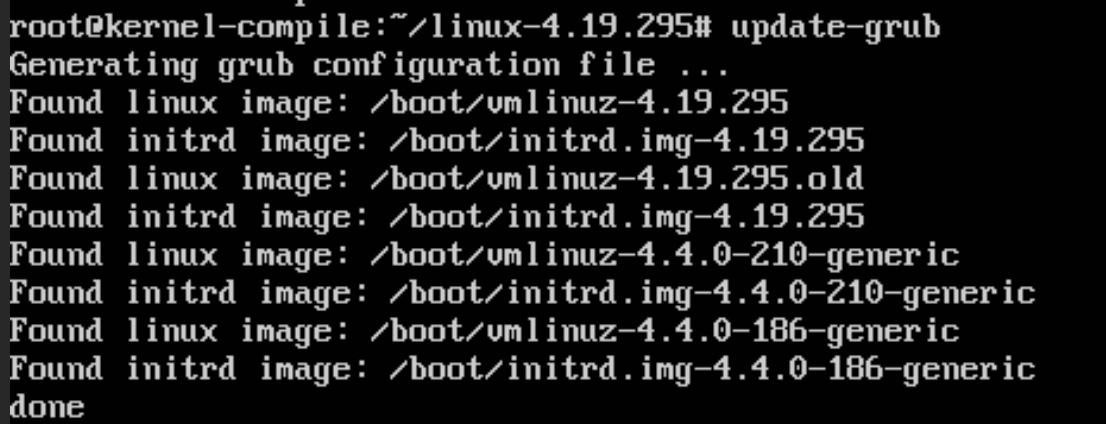 root@kernel-compile:~/linux-4.19.295# update-grub
Generating grub configuration file ...
Found linux image: /boot/vmlinuz-4.19.295
Found initrd image: /boot/initrd.img-4.19.295
Found linux image: /boot/vmlinuz-4.19.295.old
Found initrd image: /boot/initrd.img-4.19.295
Found linux image: /boot/vmlinuz-4.4.0-210-generic
Found initrd image: /boot/initrd.img-4.4.0-210-generic
Found linux image: /boot/vmlinuz-4.4.0-186-generic
Found initrd image: /boot/initrd.img-4.4.0-186-generic
done